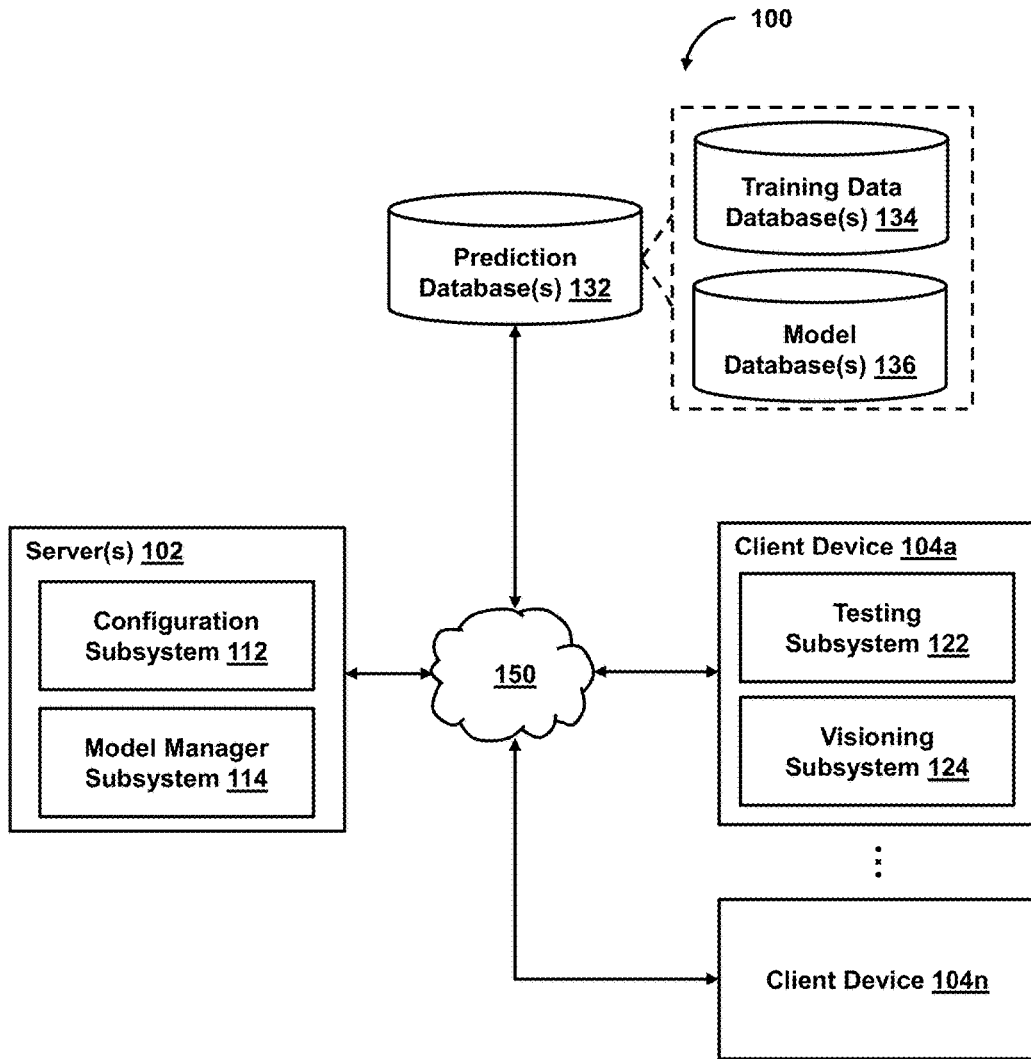 100
Training Data
Database(s) 134
Prediction
Database(s) 132
Model
Database(s) 136
Server(s) 102
Configuration
Subsystem 112
Model Manager
Subsystem 114
150
Client Device 104a
Testing
Subsystem 122
Visioning
Subsystem 124
Client Device 104n